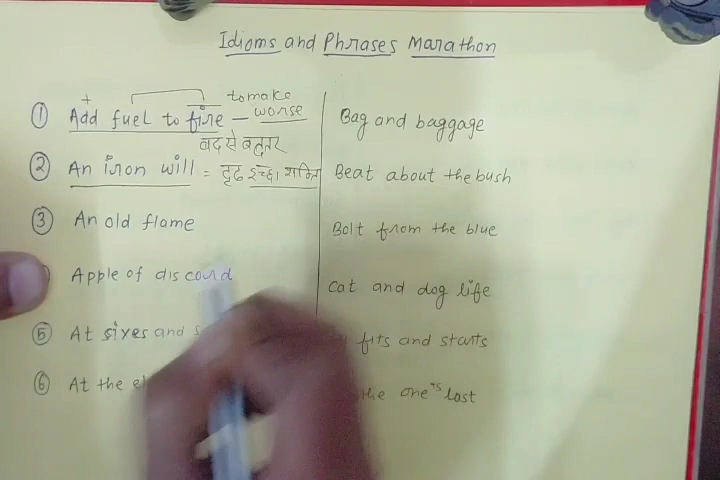 Idioms and Phrases Marathon
① Add fuel to fire — to make worse
बद से बदतर
② An iron will = दृढ इच्छा शक्ति
③ An old flame
Apple of discord
⑤ At sixes and
⑥ At the
Bag and baggage
Beat about the bush
Bolt from the blue
Cat and dog life
fits and starts
the one's last